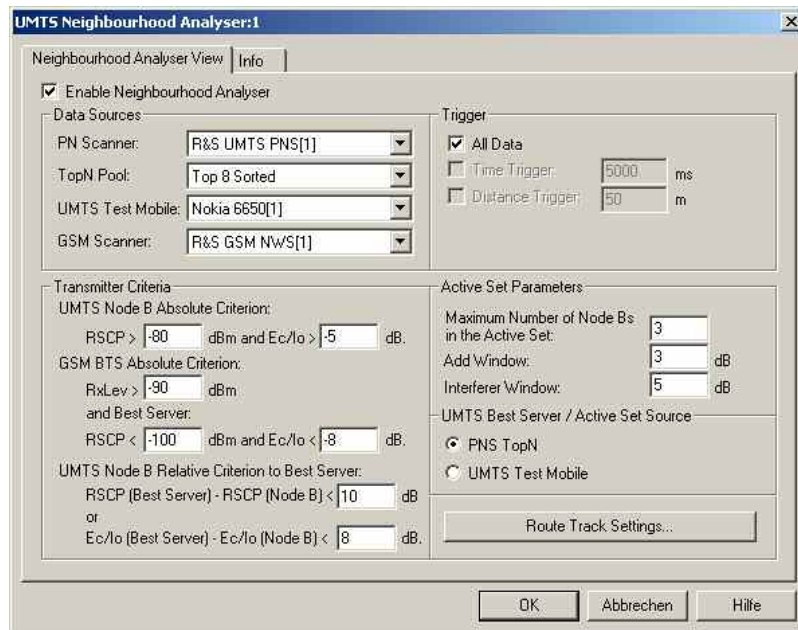 UMTS Neighbourhood Analyser:1
Neighbourhood Analyser View
Info
Enable Neighbourhood Analyser
Data Sources
PN Scanner: R&S UMTS PNS[1]
TopN Pool: Top 8 Sorted
UMTS Test Mobile: Nokia 6650[1]
GSM Scanner: R&S GSM NWS[1]
Trigger
All Data
Time Trigger: 5000 ms
Distance Trigger: 50 m
Transmitter Criteria
UMTS Node B Absolute Criterion:
RSCP > -80 dBm and Ec/Io > -5 dB.
GSM BTS Absolute Criterion:
RxLev > -90 dBm
and Best Server:
RSCP < -100 dBm and Ec/Io < -8 dB.
UMTS Node B Relative Criterion to Best Server:
RSCP (Best Server) - RSCP (Node B) < 10 dB
or
Ec/Io (Best Server) - Ec/Io (Node B) < 8 dB.
Active Set Parameters
Maximum Number of Node Bs
in the Active Set: 3
Add Window: 3 dB
Interferer Window: 5 dB
UMTS Best Server / Active Set Source
PNS TopN
UMTS Test Mobile
Route Track Settings...
OK
Abbrechen
Hilfe